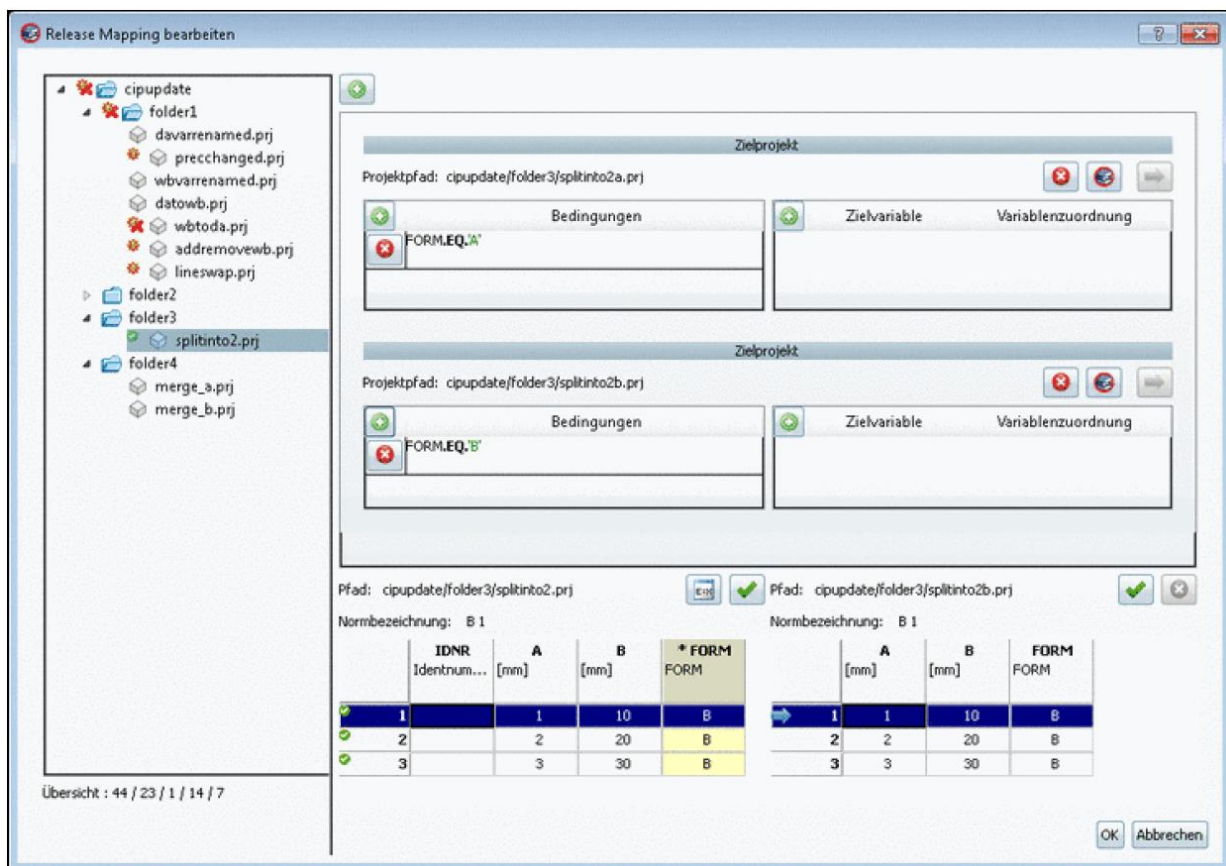 Release Mapping bearbeiten
cipupdate
folder1
davarrenamed.prj
precchanged.prj
wbvarrenamed.prj
datowb.prj
wbtoda.prj
addremovewb.prj
lineswap.prj
folder2
folder3
splitinto2.prj
folder4
merge_a.prj
merge_b.prj
Übersicht : 44 / 23 / 1 / 14 / 7
Zielprojekt
Projektpfad: cipupdate/folder3/splitinto2a.prj
Bedingungen Zielvariable Variablenzuordnung
FORM.EQ.'A'
Zielprojekt
Projektpfad: cipupdate/folder3/splitinto2b.prj
Bedingungen Zielvariable Variablenzuordnung
FORM.EQ.'B'
Pfad: cipupdate/folder3/splitinto2.prj
Normbezeichnung: B 1
IDNR A B * FORM
Identnum... [mm] [mm] FORM
1 1 10 B
2 2 20 B
3 3 30 B
Pfad: cipupdate/folder3/splitinto2b.prj
Normbezeichnung: B 1
A B FORM
[mm] [mm] FORM
1 1 10 B
2 2 20 B
3 3 30 B
OK Abbrechen